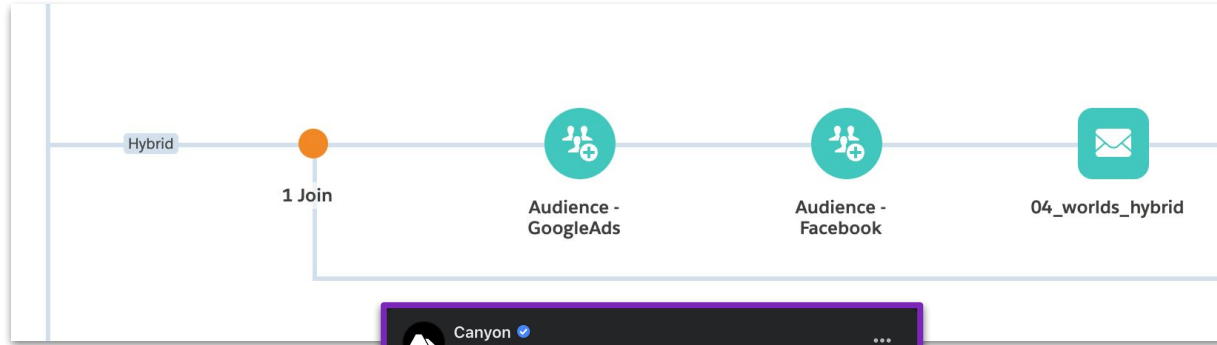 Hybrid
1 Join
Audience -
GoogleAds
Audience -
Facebook
04_worlds_hybrid
Canyon